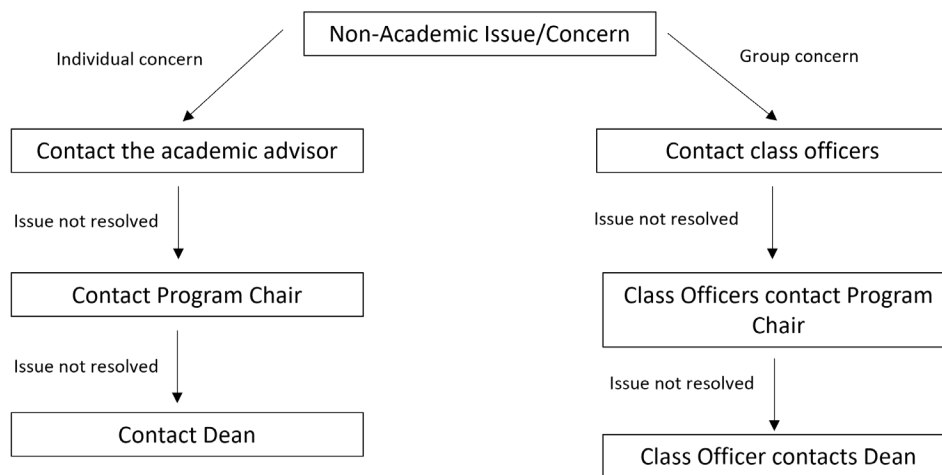 Non-Academic Issue/Concern
Individual concern
Group concern
Contact the academic advisor
Contact class officers
Issue not resolved
Issue not resolved
Contact Program Chair
Class Officers contact Program
Chair
Issue not resolved
Issue not resolved
Contact Dean
Class Officer contacts Dean